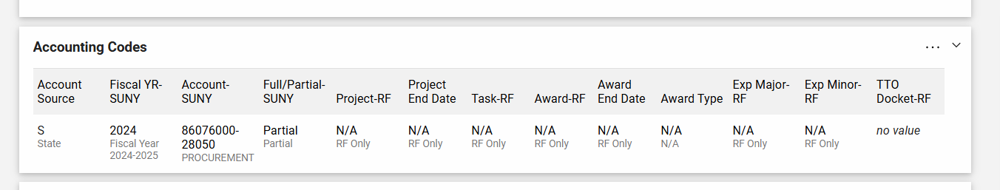 Accounting Codes
...
Account Source
Fiscal YR-SUNY
Account-SUNY
Full/Partial-SUNY
Project-RF
Project End Date
Task-RF
Award-RF
Award End Date
Award Type
Exp Major-RF
Exp Minor-RF
TTO Docket-RF
S
State
2024
Fiscal Year
2024-2025
86076000-
28050
PROCUREMENT
Partial
Partial
N/A
RF Only
N/A
RF Only
N/A
RF Only
N/A
RF Only
N/A
RF Only
N/A
N/A
N/A
RF Only
N/A
RF Only
no value